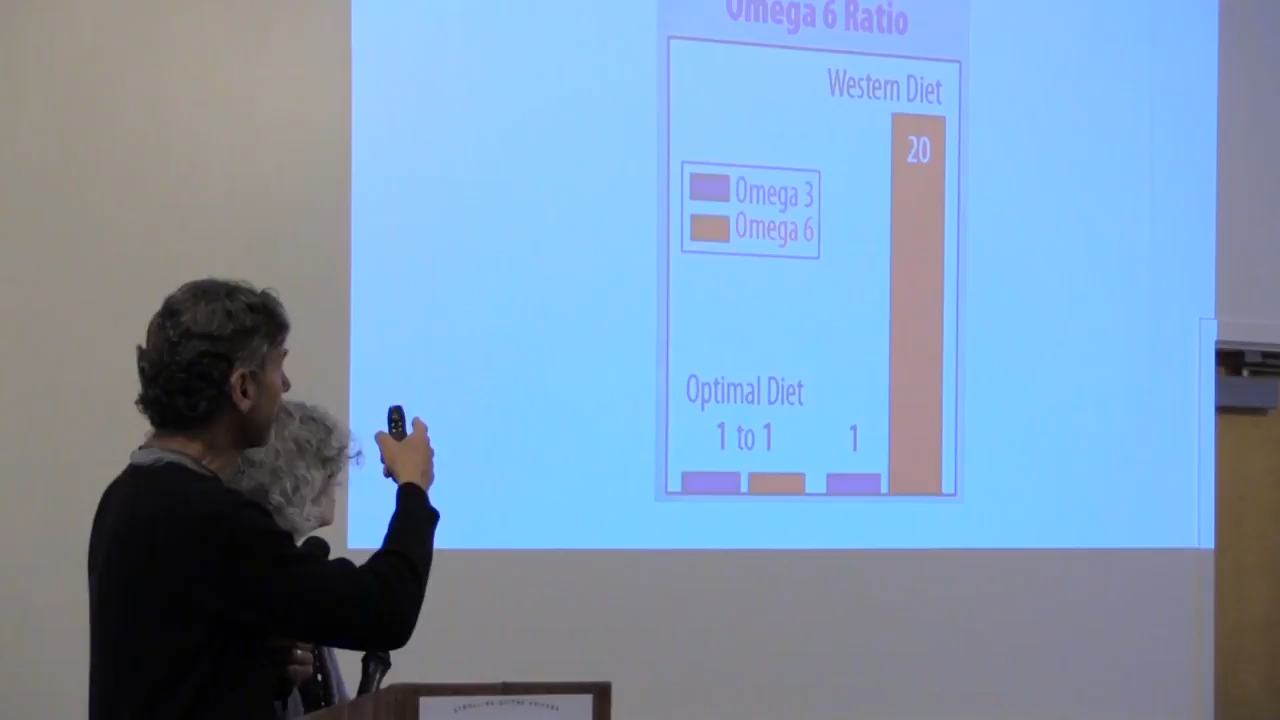 Omega 6 Ratio
Western Diet
20
Omega 3
Omega 6
Optimal Diet
1 to 1
1